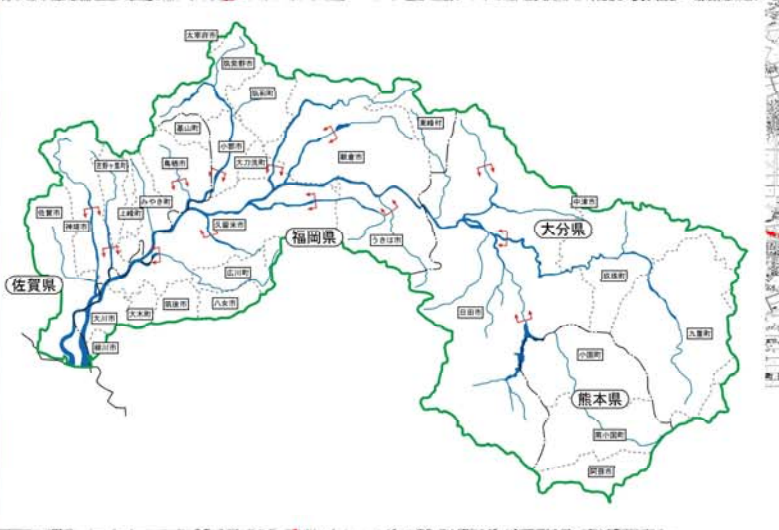 太宰府市
筑紫野市
筑前町
基山町
小郡市
東峰村
朝倉市
吉野ヶ里町
鳥栖市
大刀洗町
みやき町
上峰町
中津市
佐賀市
神埼市
久留米市
福岡県
大分県
うきは市
広川町
玖珠町
佐賀県
大川市
大木町
筑後市
八女市
日田市
九重町
柳川市
小国町
熊本県
南小国町
阿蘇市